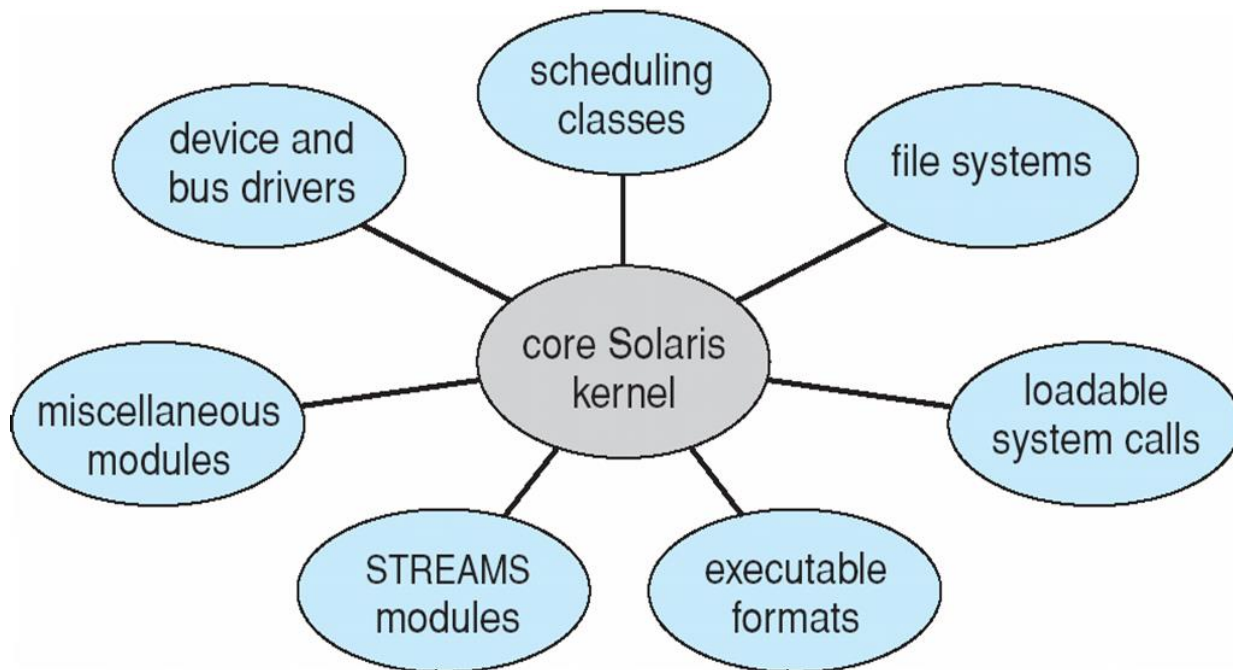 scheduling
classes
device and
bus drivers
file systems
core Solaris
kernel
miscellaneous
modules
loadable
system calls
STREAMS
modules
executable
formats